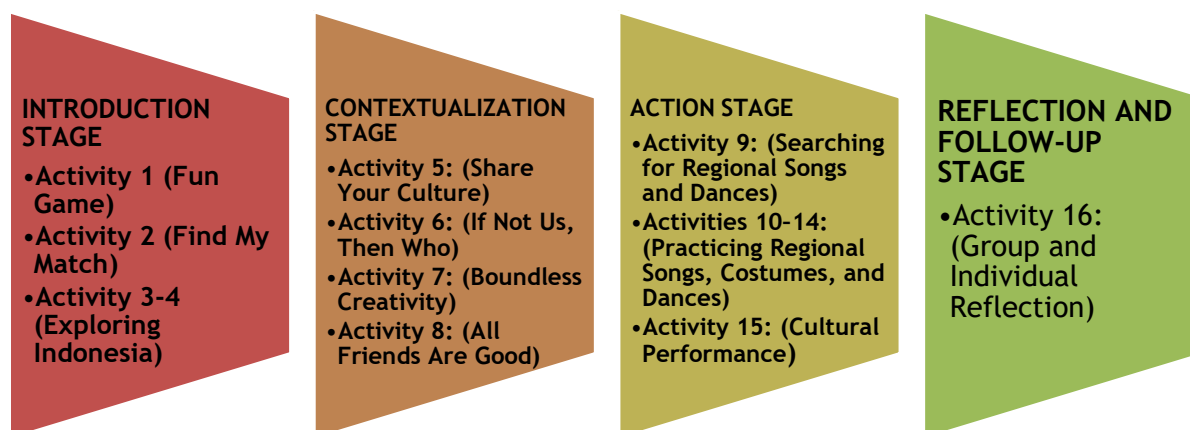 INTRODUCTION
STAGE
•Activity 1 (Fun
Game)
•Activity 2 (Find My
Match)
•Activity 3-4
(Exploring
Indonesia)
CONTEXTUALIZATION
STAGE
•Activity 5: (Share
Your Culture)
•Activity 6: (If Not Us,
Then Who)
•Activity 7: (Boundless
Creativity)
•Activity 8: (All
Friends Are Good)
ACTION STAGE
•Activity 9: (Searching
for Regional Songs
and Dances)
•Activities 10–14:
(Practicing Regional
Songs, Costumes, and
Dances)
•Activity 15: (Cultural
Performance)
REFLECTION AND
FOLLOW-UP
STAGE
•Activity 16:
(Group and
Individual
Reflection)